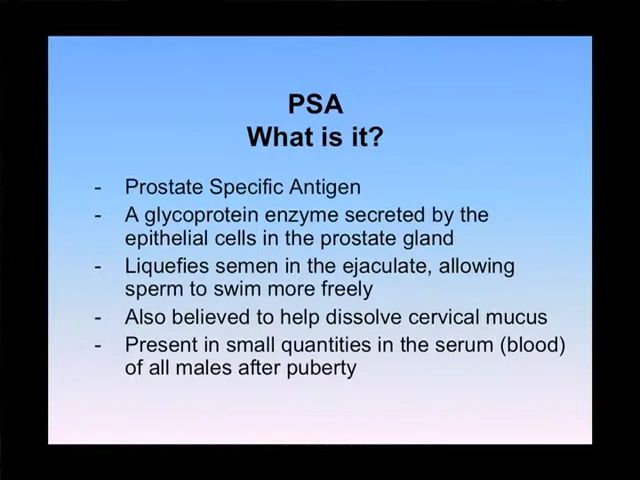 PSA
What is it?
- Prostate Specific Antigen
- A glycoprotein enzyme secreted by the
epithelial cells in the prostate gland
- Liquefies semen in the ejaculate, allowing
sperm to swim more freely
- Also believed to help dissolve cervical mucus
- Present in small quantities in the serum (blood)
of all males after puberty